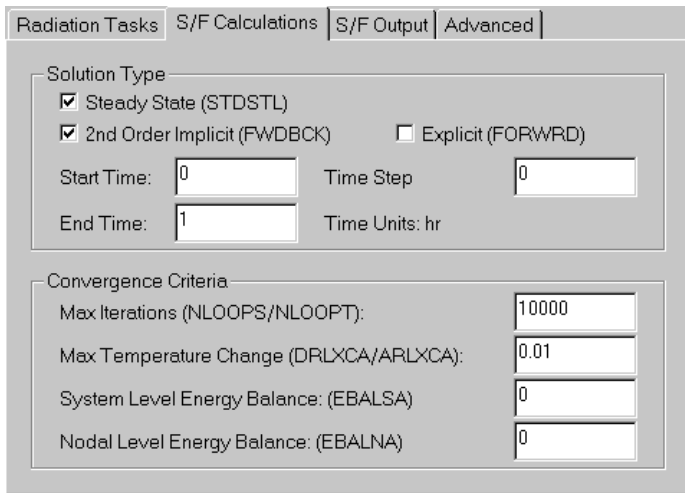 Radiation Tasks S/F Calculations S/F Output Advanced
Solution Type
Steady State (STDSTL)
2nd Order Implicit (FWDBCK) Explicit (FORWRD)
Start Time: 0 Time Step 0
End Time: 1 Time Units: hr
Convergence Criteria
Max Iterations (NLOOPS/NLOOPT): 10000
Max Temperature Change (DRLXCA/ARLXCA): 0.01
System Level Energy Balance: (EBALSA) 0
Nodal Level Energy Balance: (EBALNA) 0